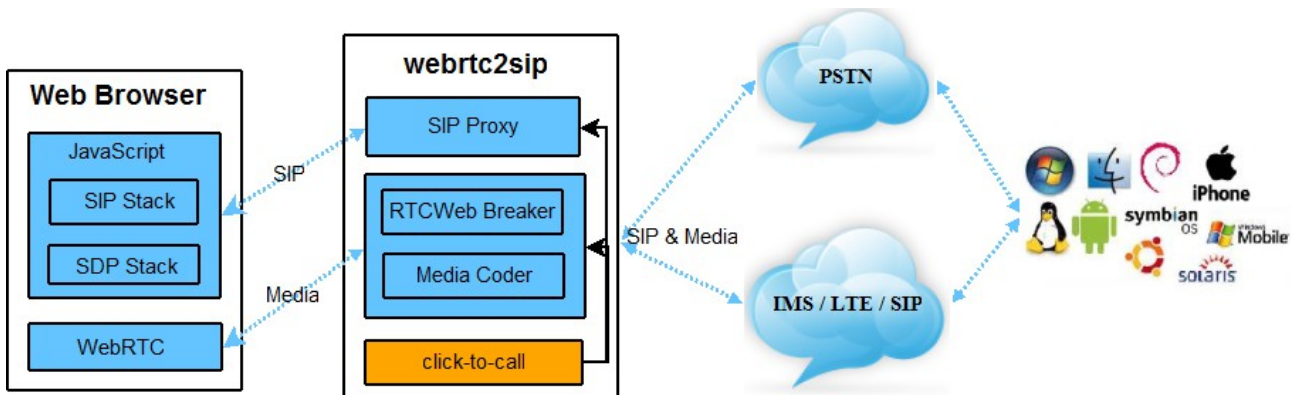 Web Browser
JavaScript
SIP Stack
SDP Stack
WebRTC
SIP
Media
webrtc2sip
SIP Proxy
RTCWeb Breaker
Media Coder
click-to-call
SIP & Media
PSTN
IMS / LTE / SIP
iPhone
symbian
OS
Windows
Mobile
solaris